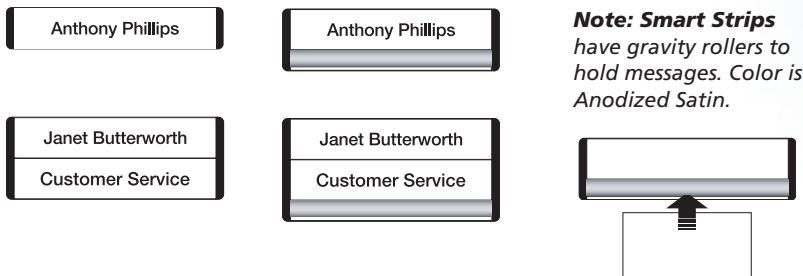 Anthony Phillips
Anthony Phillips
Note: Smart Strips
have gravity rollers to
hold messages. Color is
Anodized Satin.
Janet Butterworth
Customer Service
Janet Butterworth
Customer Service